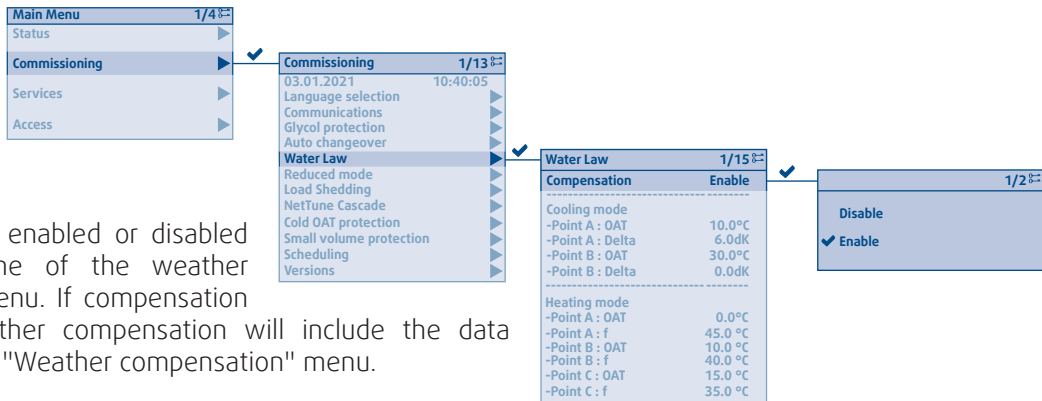 Main Menu 1/4
Status
Commissioning
Services
Access
Commissioning 1/13
03.01.2021 10:40:05
Language selection
Communications
Glycol protection
Auto changeover
Water Law
Reduced mode
Load Shedding
NetTune Cascade
Cold OAT protection
Small volume protection
Scheduling
Versions
Water Law 1/15
Compensation Enable
Cooling mode
-Point A : OAT 10.0°C
-Point A : Delta 6.0dK
-Point B : OAT 30.0°C
-Point B : Delta 0.0dK
Heating mode
-Point A : OAT 0.0°C
-Point A : f 45.0 °C
-Point B : OAT 10.0 °C
-Point B : f 40.0 °C
-Point C : OAT 15.0 °C
-Point C : f 35.0 °C
1/2
Disable
Enable
enabled or disabled
of the weather
If compensation
compensation will include the data
"Weather compensation" menu.